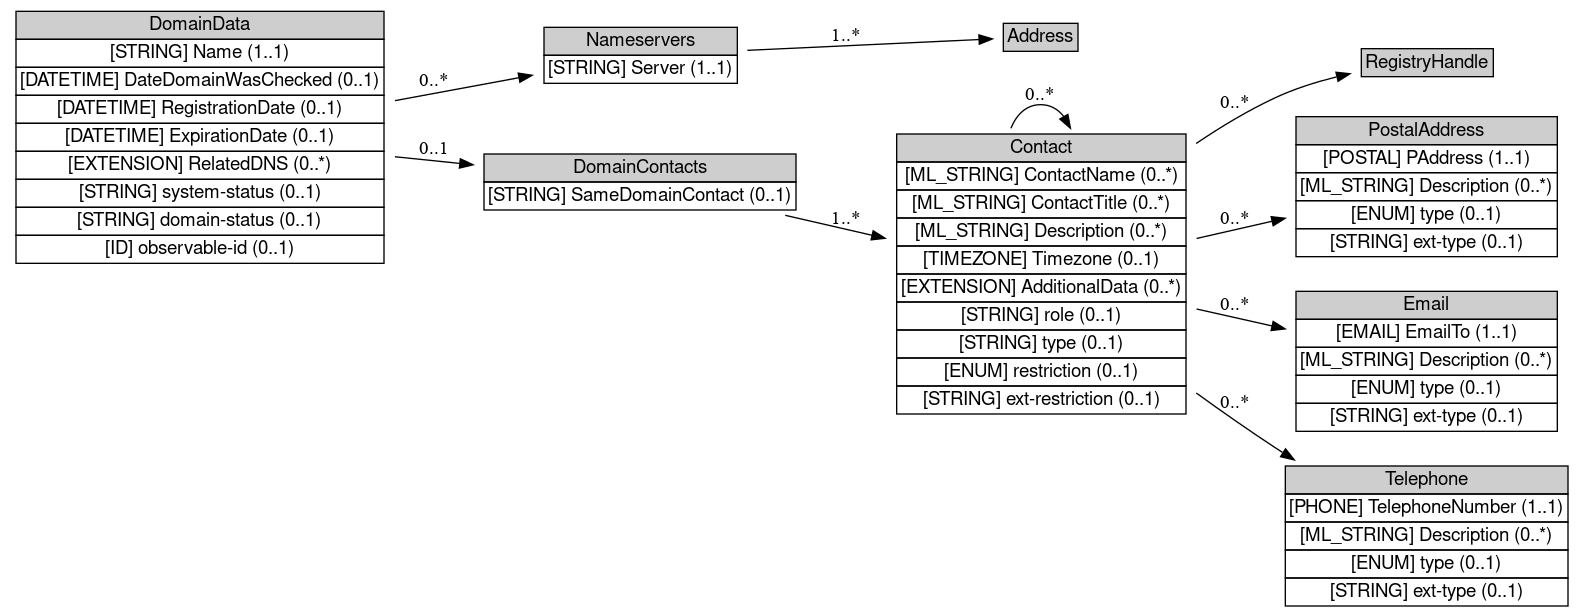 DomainData
[STRING] Name (1..1)
[DATETIME] DateDomainWasChecked (0..1)
[DATETIME] RegistrationDate (0..1)
[DATETIME] ExpirationDate (0..1)
[EXTENSION] RelatedDNS (0..*)
[STRING] system-status (0..1)
[STRING] domain-status (0..1)
[ID] observable-id (0..1)
0..*
0..1
Nameservers
[STRING] Server (1..1)
1..*
Address
DomainContacts
[STRING] SameDomainContact (0..1)
1..*
0..*
Contact
[ML_STRING] ContactName (0..*)
[ML_STRING] ContactTitle (0..*)
[ML_STRING] Description (0..*)
[TIMEZONE] Timezone (0..1)
[EXTENSION] AdditionalData (0..*)
[STRING] role (0..1)
[STRING] type (0..1)
[ENUM] restriction (0..1)
[STRING] ext-restriction (0..1)
0..*
RegistryHandle
0..*
PostalAddress
[POSTAL] PAddress (1..1)
[ML_STRING] Description (0..*)
[ENUM] type (0..1)
[STRING] ext-type (0..1)
0..*
Email
[EMAIL] EmailTo (1..1)
[ML_STRING] Description (0..*)
[ENUM] type (0..1)
[STRING] ext-type (0..1)
0..*
Telephone
[PHONE] TelephoneNumber (1..1)
[ML_STRING] Description (0..*)
[ENUM] type (0..1)
[STRING] ext-type (0..1)